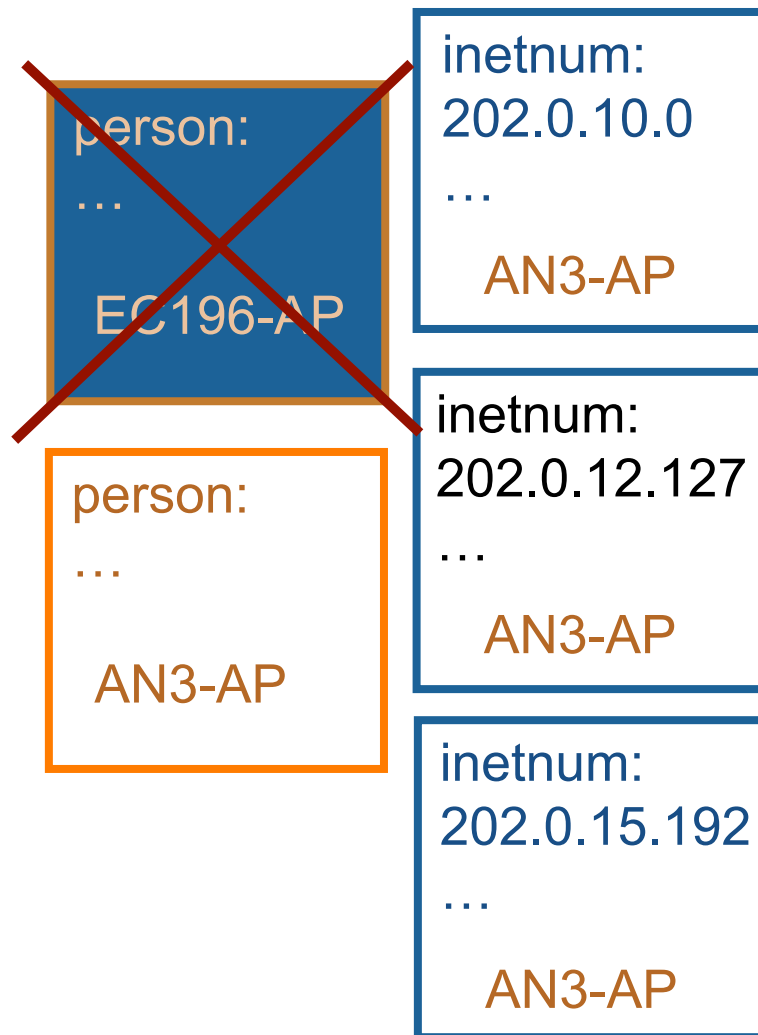 person:
…
EC196-AP
person:
…
AN3-AP
inetnum:
202.0.10.0
…
AN3-AP
inetnum:
202.0.12.127
…
AN3-AP
inetnum:
202.0.15.192
…
AN3-AP